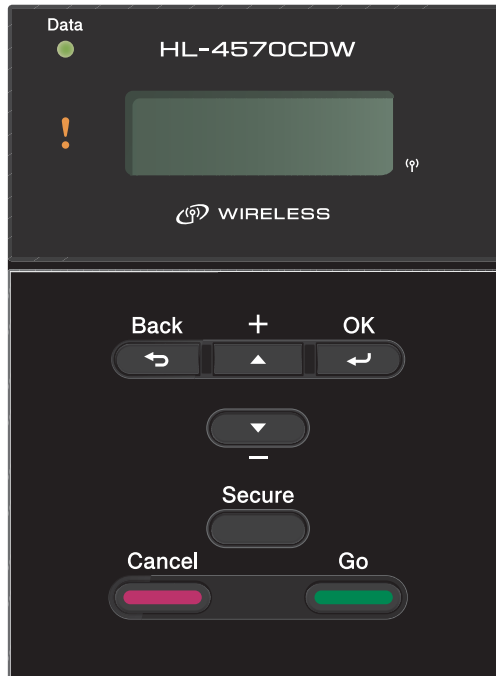 Data
HL-4570CDW
WIRELESS
Back + OK
−
Secure
Cancel Go